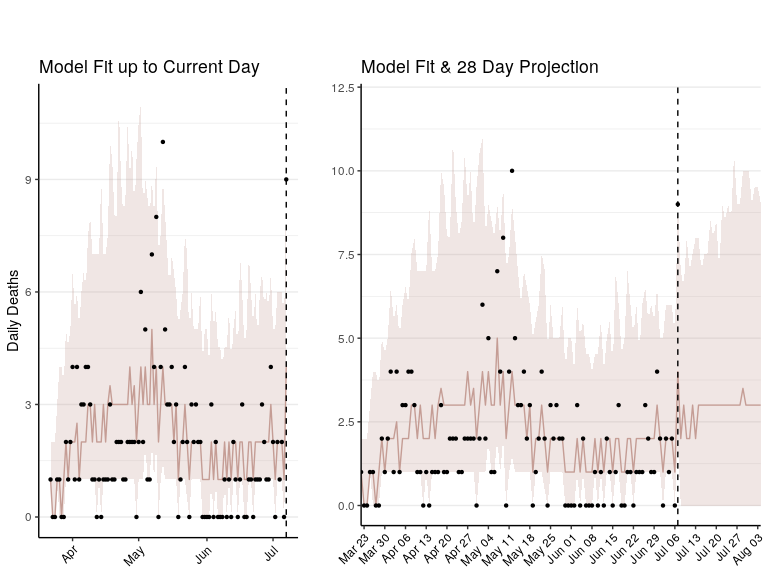 Model Fit up to Current Day
Model Fit & 28 Day Projection
Daily Deaths
9
6
3
0
Apr
May
Jun
Jul
12.5
10.0
7.5
5.0
2.5
0.0
Mar 23
Mar 30
Apr 06
Apr 13
Apr 20
Apr 27
May 04
May 11
May 18
May 25
Jun 01
Jun 08
Jun 15
Jun 22
Jun 29
Jul 06
Jul 13
Jul 20
Jul 27
Aug 03